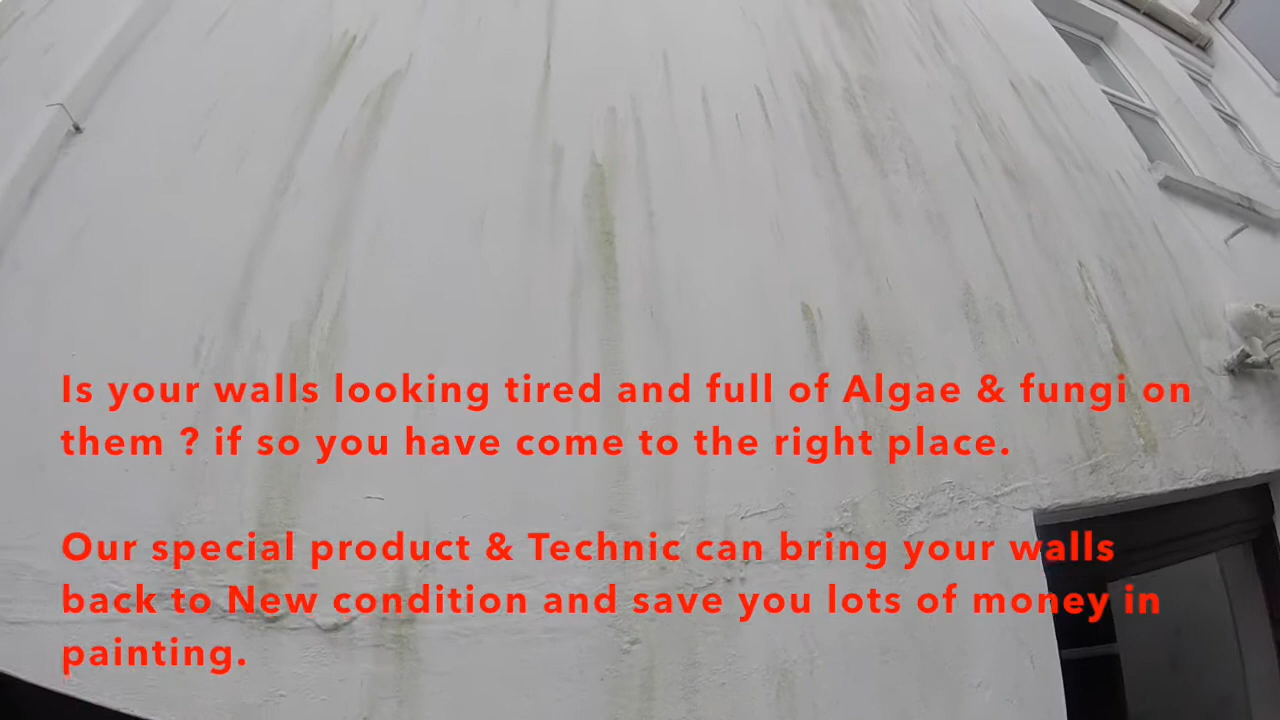 Is your walls looking tired and full of Algae & fungi on
them ? if so you have come to the right place.
Our special product & Technic can bring your walls
back to New condition and save you lots of money in
painting.